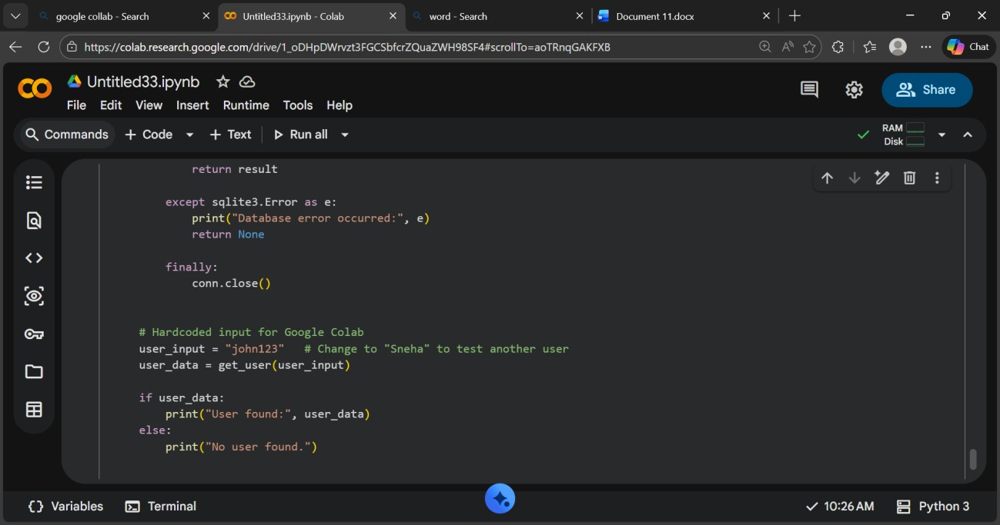 google collab - Search
Untitled33.ipynb - Colab
word - Search
Document 11.docx
https://colab.research.google.com/drive/1_oDHpDWrvzt3FGCSbfcrZQuaZWH98SF4#scrollTo=aoTRnqGAKFXB
Chat
Untitled33.ipynb
File Edit View Insert Runtime Tools Help
Share
Commands + Code + Text Run all
RAM
Disk
return result
except sqlite3.Error as e:
print("Database error occurred:", e)
return None
finally:
conn.close()
# Hardcoded input for Google Colab
user_input = "john123" # Change to "Sneha" to test another user
user_data = get_user(user_input)
if user_data:
print("User found:", user_data)
else:
print("No user found.")
Variables Terminal
10:26 AM Python 3